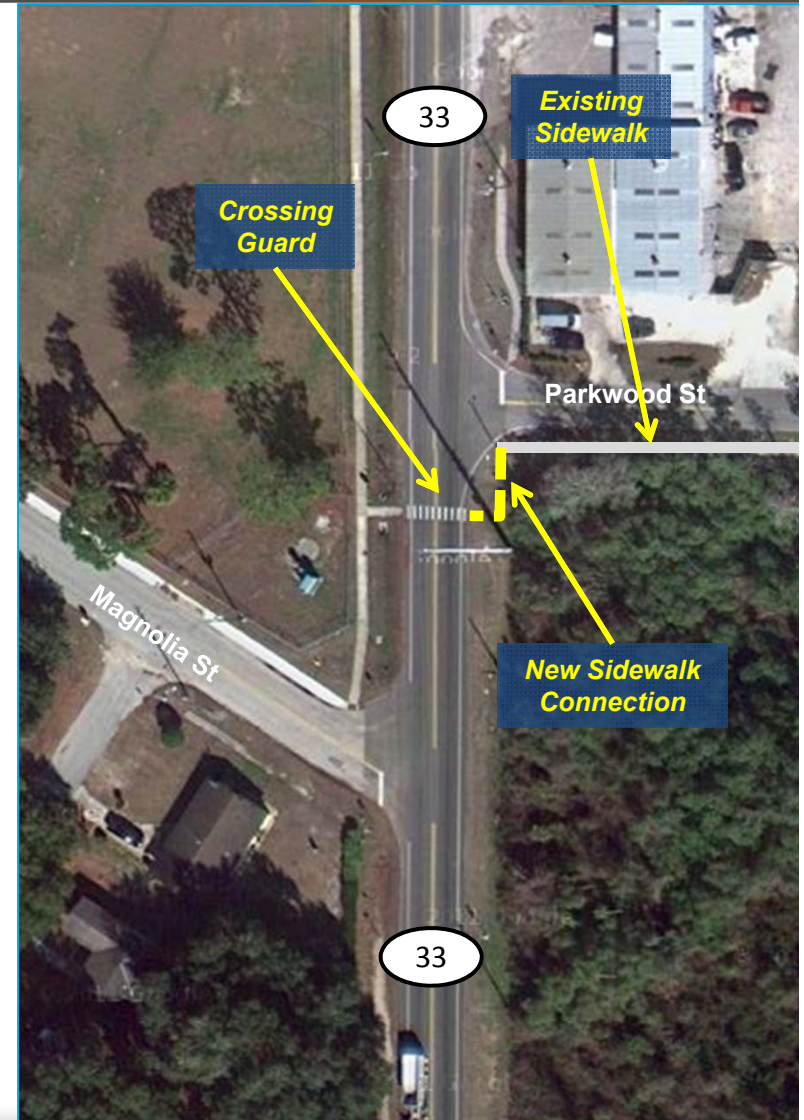 33
Existing
Sidewalk
Crossing
Guard
Parkwood St
Magnolia St
New Sidewalk
Connection
33